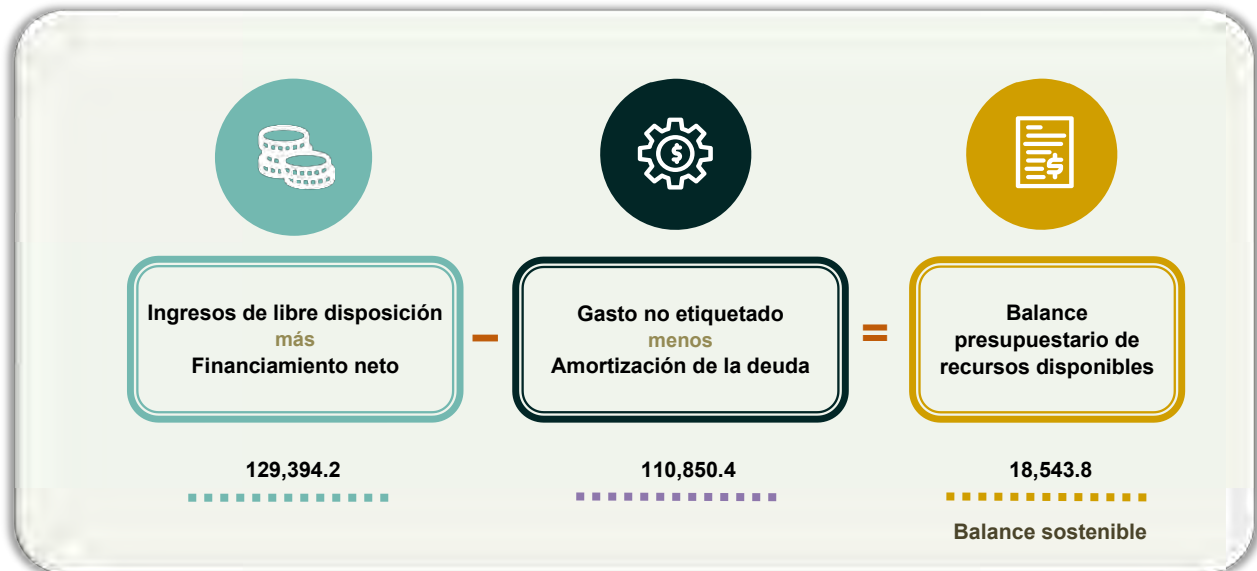 $
$
Ingresos de libre disposición
más
Financiamiento neto
–
Gasto no etiquetado
menos
Amortización de la deuda
=
Balance
presupuestario de
recursos disponibles
129,394.2
110,850.4
18,543.8
Balance sostenible